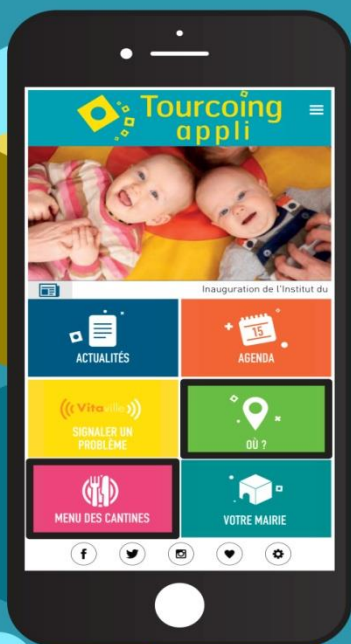 Tourcoing
appli
Inauguration de l'Institut du
ACTUALITÉS
15
AGENDA
((( Vitaville )))
SIGNALER UN
PROBLÈME
OÙ ?
MENU DES CANTINES
VOTRE MAIRIE